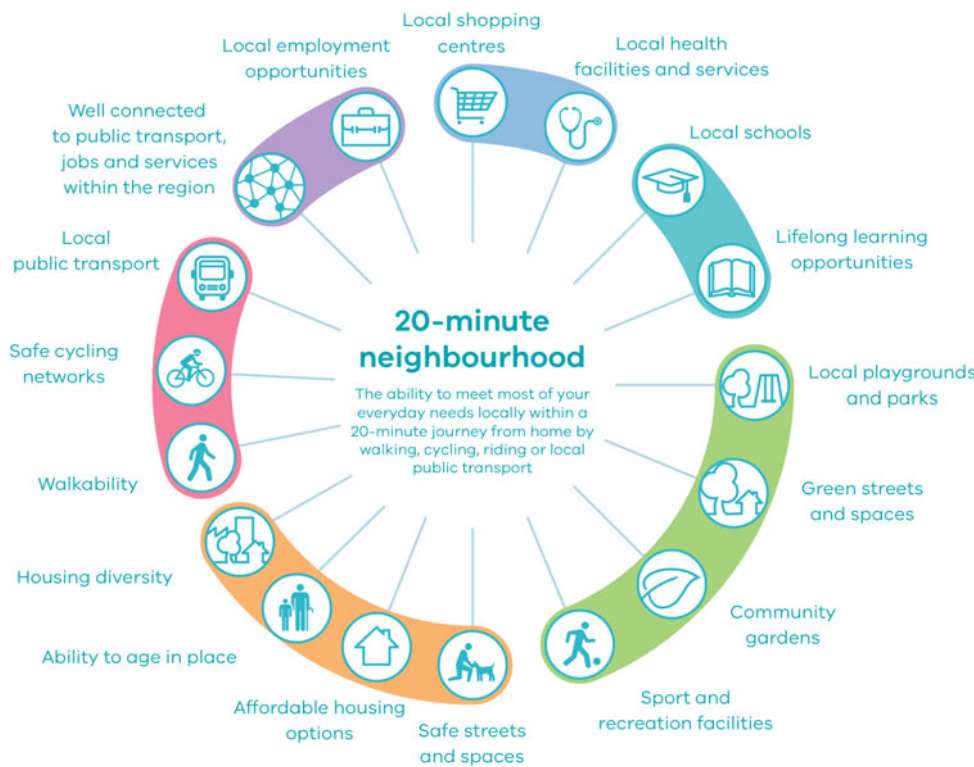 Local shopping
centres
Local health
facilities and services
Local schools
Lifelong learning
opportunities
Local playgrounds
and parks
Green streets
and spaces
Community
gardens
Sport and
recreation facilities
Safe streets
and spaces
Affordable housing
options
Ability to age in place
Housing diversity
Walkability
Safe cycling
networks
Local
public transport
Well connected
to public transport,
jobs and services
within the region
Local employment
opportunities
20-minute
neighbourhood
The ability to meet most of your
everyday needs locally within a
20-minute journey from home by
walking, cycling, riding or local
public transport